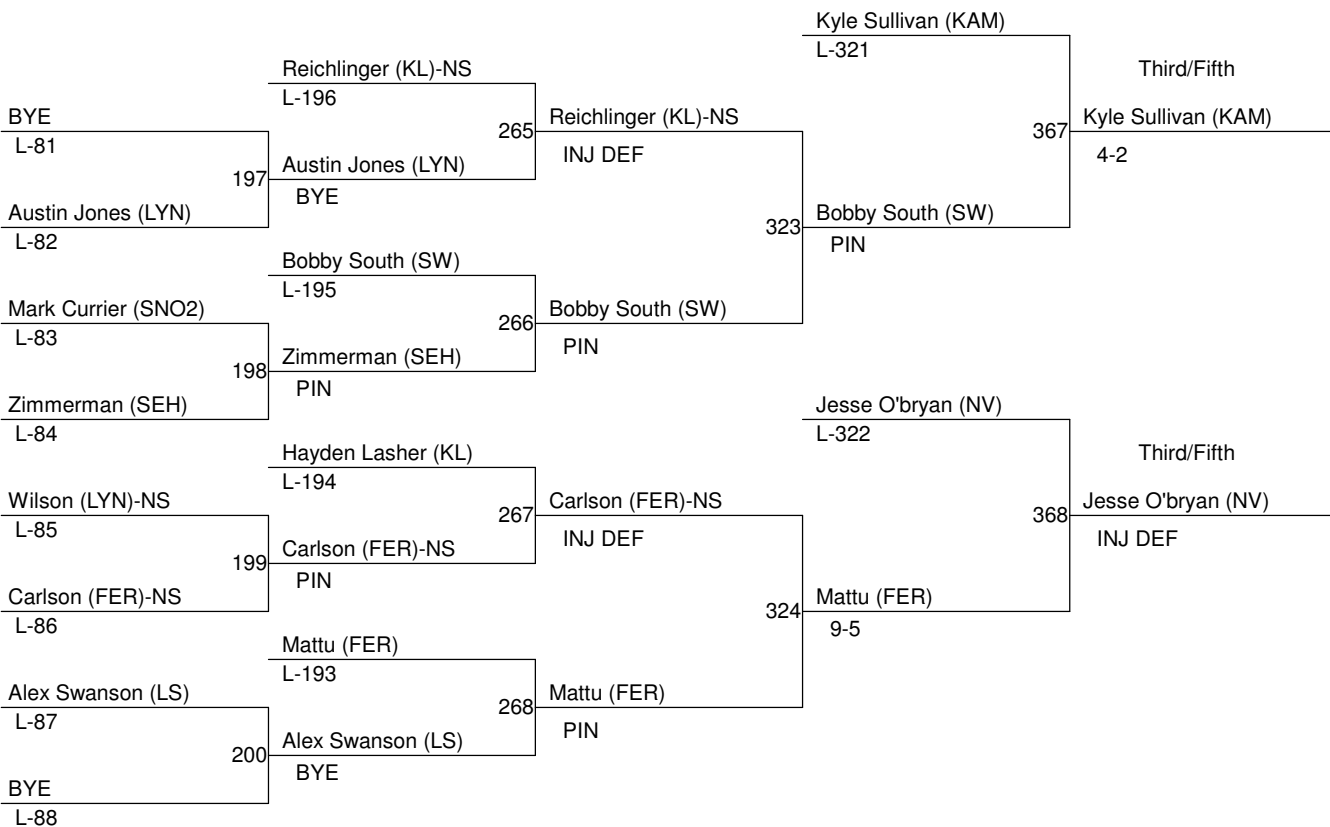 Kyle Sullivan (KAM)
L-321
Reichlinger (KL)-NS
Third/Fifth
L-196
BYE
265
Reichlinger (KL)-NS
367
Kyle Sullivan (KAM)
L-81
INJ DEF
4-2
197
Austin Jones (LYN)
BYE
Austin Jones (LYN)
323
Bobby South (SW)
L-82
PIN
Bobby South (SW)
L-195
Mark Currier (SNO2)
266
Bobby South (SW)
L-83
PIN
198
Zimmerman (SEH)
PIN
Zimmerman (SEH)
Jesse O'bryan (NV)
L-84
L-322
Hayden Lasher (KL)
Third/Fifth
L-194
Wilson (LYN)-NS
267
Carlson (FER)-NS
368
Jesse O'bryan (NV)
L-85
INJ DEF
INJ DEF
199
Carlson (FER)-NS
PIN
Carlson (FER)-NS
324
Mattu (FER)
L-86
9-5
Mattu (FER)
L-193
Alex Swanson (LS)
268
Mattu (FER)
L-87
PIN
200
Alex Swanson (LS)
BYE
BYE
L-88